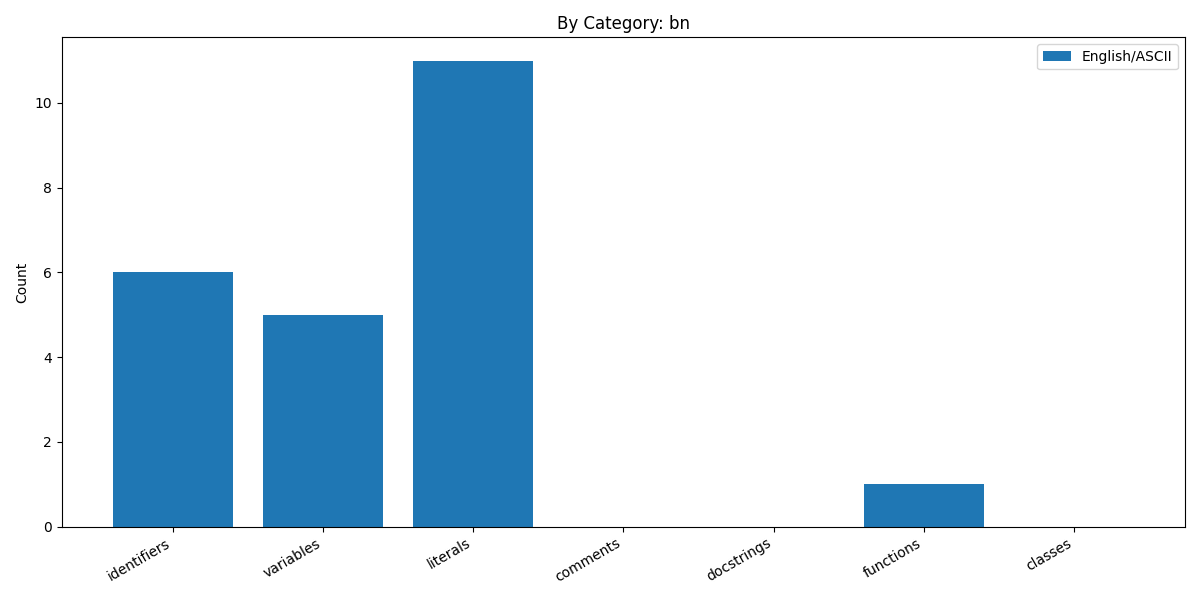 By Category: bn
English/ASCII
Count
10
8
6
4
2
0
identifiers
variables
literals
comments
docstrings
functions
classes